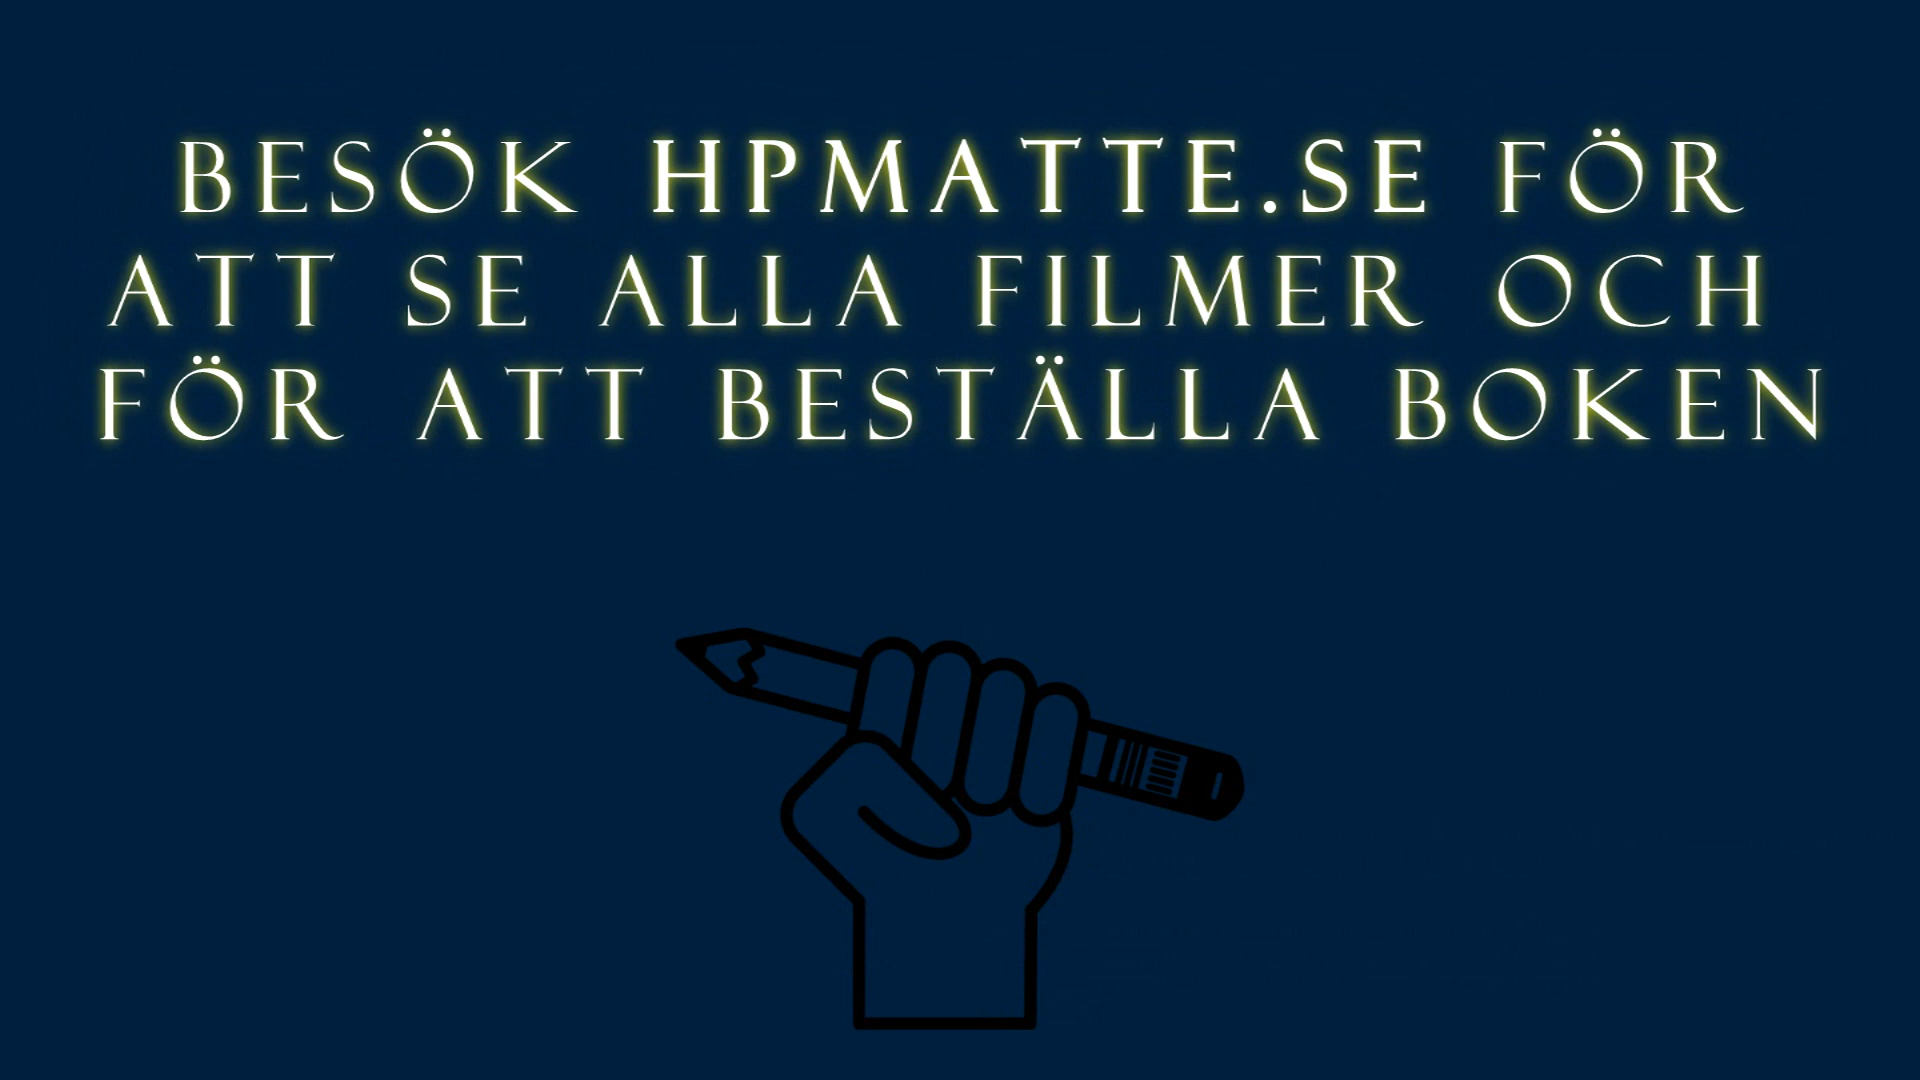 BESÖK HPMATTE.SE FÖR
ATT SE ALLA FILMER OCH
FÖR ATT BESTÄLLA BOKEN